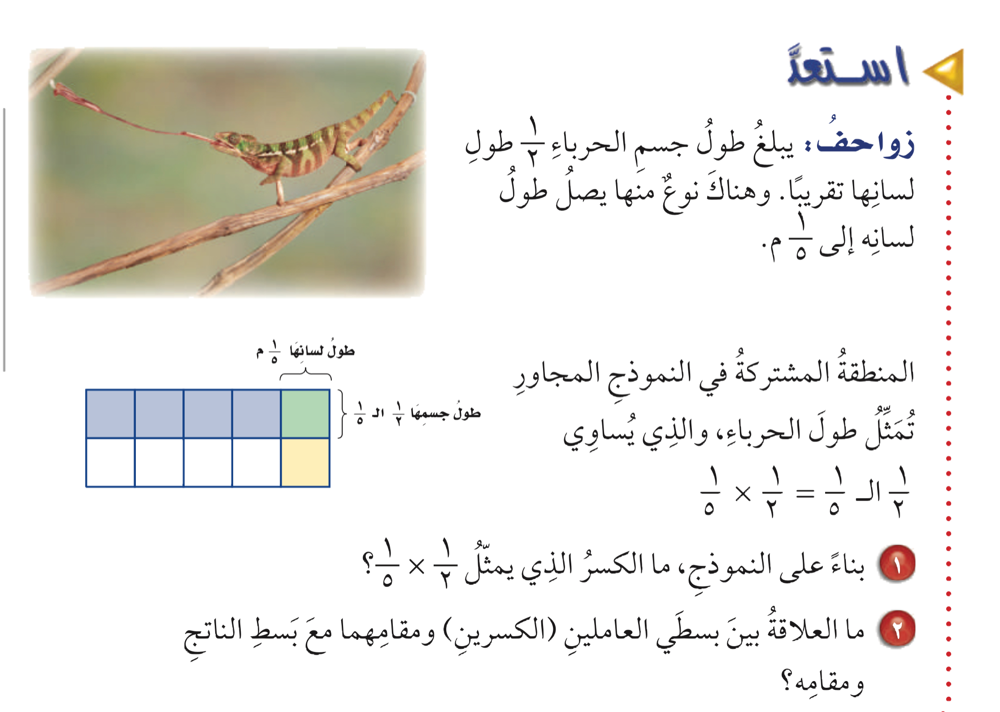 استعدَّ
زواحفُ: يبلغُ طولُ جسمِ الحرباءِ ١/٢ طولِ
لسانِها تقريبًا. وهناكَ نوعٌ منها يصلُ طولُ
لسانِه إلى ١/٥ م.
طولُ لسانِهَا ١/٥ م
طولُ جسمِهَا ١/٢ الـ ١/٥
المنطقةُ المشتركةُ في النموذجِ المجاورِ
تُمَثِّلُ طولَ الحرباءِ، والذِي يُساوِي
١/٢ الـ ١/٥ = ١/٢ × ١/٥
١ بناءً على النموذجِ، ما الكسرُ الذِي يمثّلُ ١/٢ × ١/٥؟
٢ ما العلاقةُ بينَ بسطَي العاملينِ (الكسرينِ) ومقامِهما معَ بَسطِ الناتجِ
ومقامِه؟